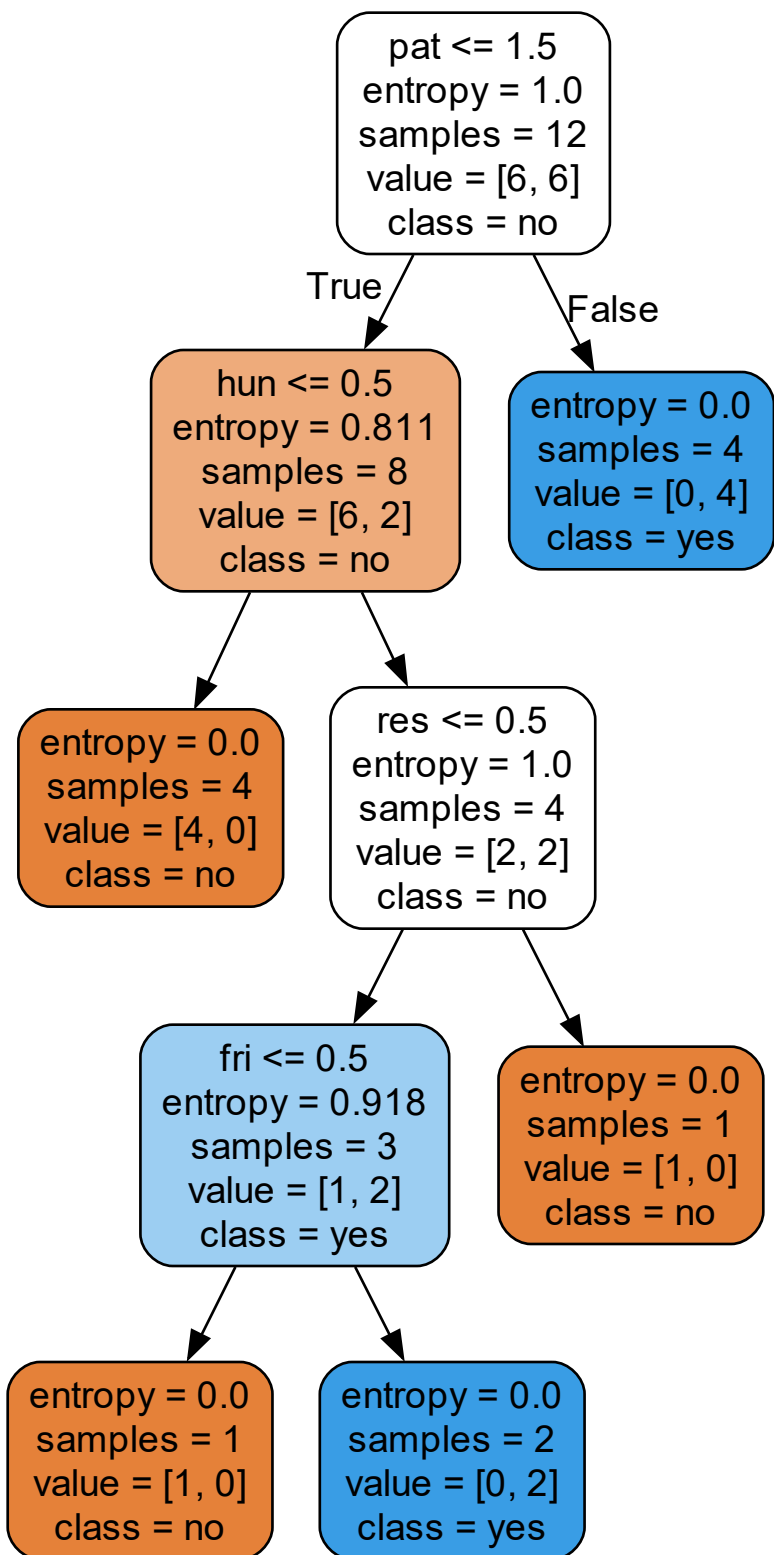 pat <= 1.5
entropy = 1.0
samples = 12
value = [6, 6]
class = no
True
False
hun <= 0.5
entropy = 0.811
samples = 8
value = [6, 2]
class = no
entropy = 0.0
samples = 4
value = [0, 4]
class = yes
entropy = 0.0
samples = 4
value = [4, 0]
class = no
res <= 0.5
entropy = 1.0
samples = 4
value = [2, 2]
class = no
fri <= 0.5
entropy = 0.918
samples = 3
value = [1, 2]
class = yes
entropy = 0.0
samples = 1
value = [1, 0]
class = no
entropy = 0.0
samples = 1
value = [1, 0]
class = no
entropy = 0.0
samples = 2
value = [0, 2]
class = yes